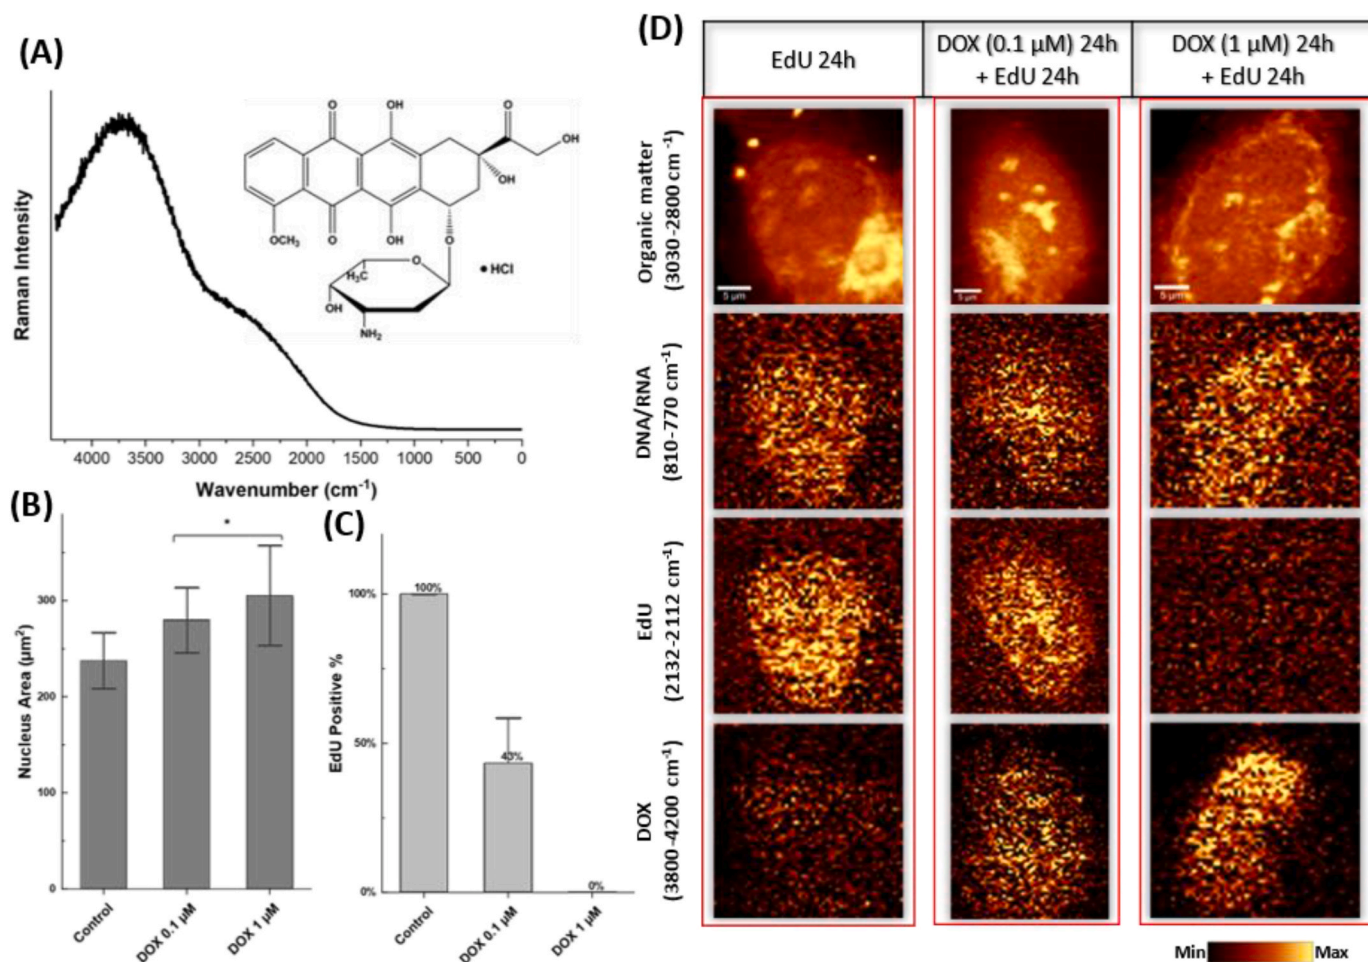 (A)
Raman Intensity
4000 3500 3000 2500 2000 1500 1000 500 0
Wavenumber (cm-1)
O
OH
O
OH
OH
OCH3
O
OH
O
O
H3C
OH
NH2
• HCl
(B)
Nucleus Area (µm2)
300
200
100
0
*
Control
DOX 0.1 µM
DOX 1 µM
(C)
EdU Positive %
100%
50%
0%
100%
43%
0%
Control
DOX 0.1 µM
DOX 1 µM
(D)
EdU 24h
DOX (0.1 µM) 24h
+ EdU 24h
DOX (1 µM) 24h
+ EdU 24h
Organic matter
(3030-2800 cm-1)
5 µm
5 µm
5 µm
DNA/RNA
(810-770 cm-1)
EdU
(2132-2112 cm-1)
DOX
(3800-4200 cm-1)
Min
Max